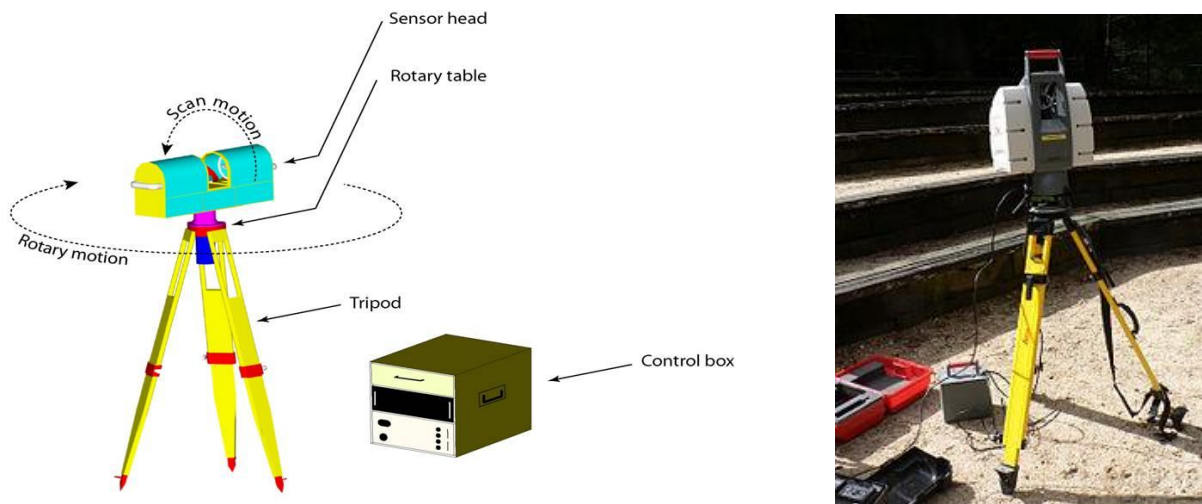 Sensor head
Rotary table
Scan motion
Rotary motion
Tripod
Control box